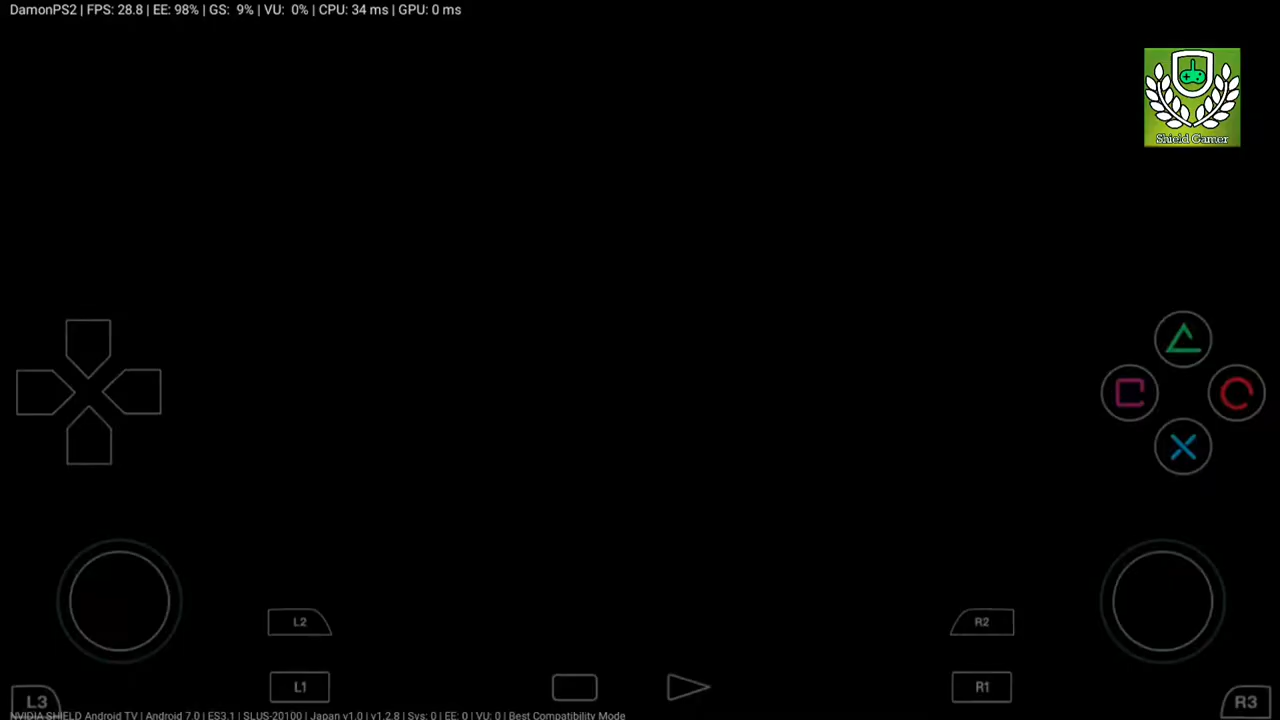 DamonPS2 | FPS: 28.8 | EE: 98% | GS:  9% | VU:  0% | CPU: 34 ms | GPU: 0 ms
Shield Gamer
L2
R2
L1
R1
L3
R3
NVIDIA SHIELD Android TV | Android 7.0 | ES3.1 | SLUS-20100 | Japan v1.0 | v1.2.8 | Sys: 0 | EE: 0 | VU: 0 | Best Compatibility Mode